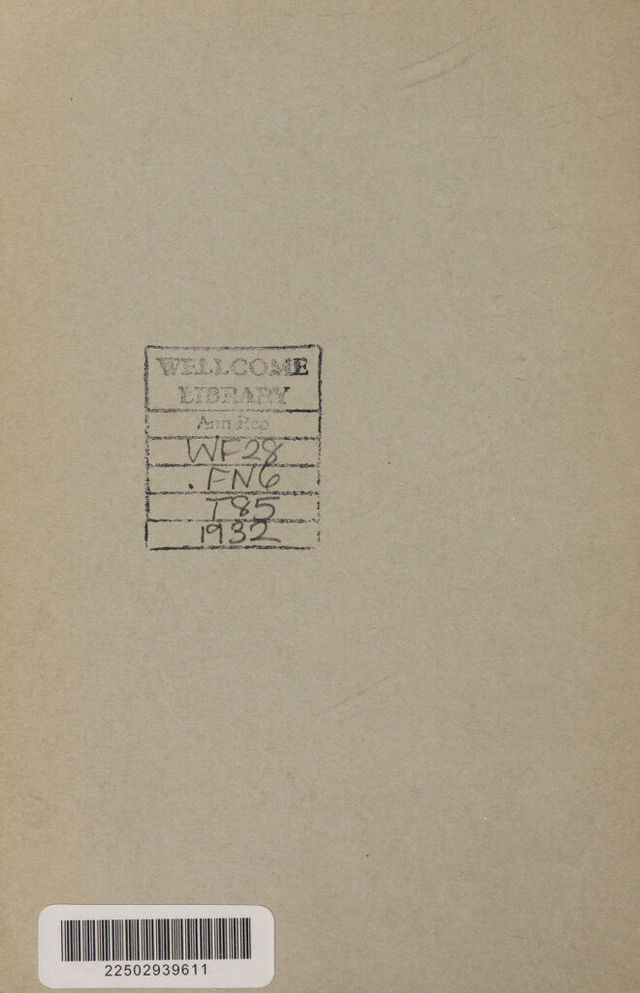 WELLCOME
LIBRARY
Ann Rep
WF28
.FN6
T85
1932
22502939611